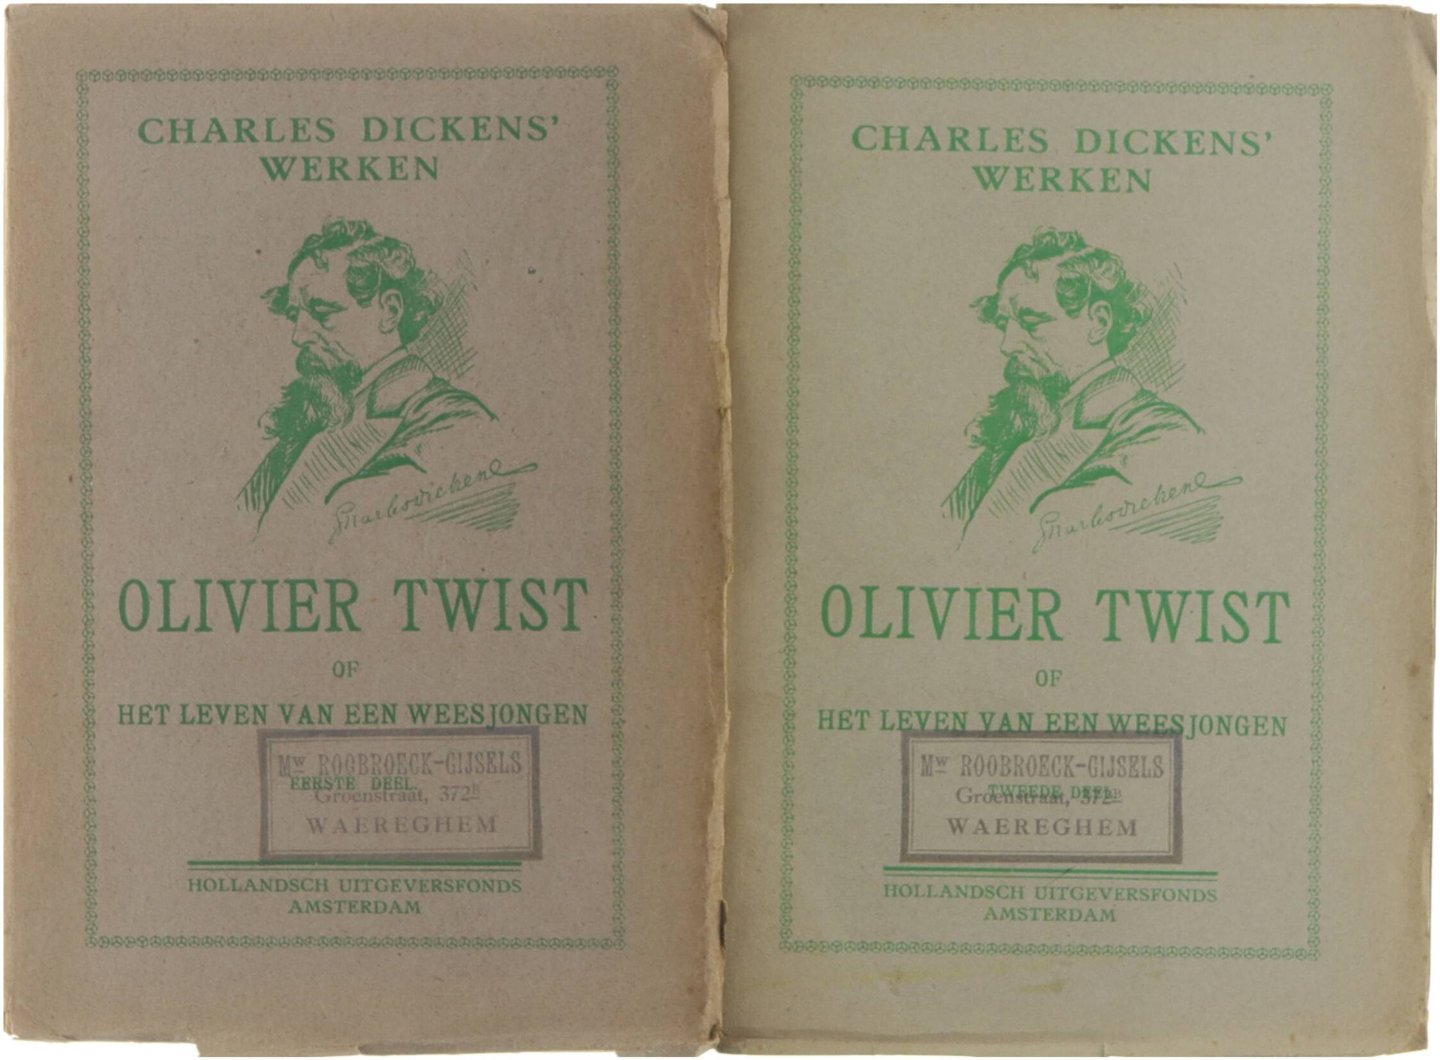 CHARLES DICKENS'
WERKEN
OLIVIER TWIST
OF
HET LEVEN VAN EEN WEESJONGEN
Mw ROOBROECK-GIJSELS
EERSTE DEEL.
Groenstraat, 372B
WAEREGHEM
HOLLANDSCH UITGEVERSFONDS
AMSTERDAM
CHARLES DICKENS'
WERKEN
OLIVIER TWIST
OF
HET LEVEN VAN EEN WEESJONGEN
Mw ROOBROECK-GIJSELS
TWEEDE DEEL.
Groenstraat, 372B
WAEREGHEM
HOLLANDSCH UITGEVERSFONDS
AMSTERDAM